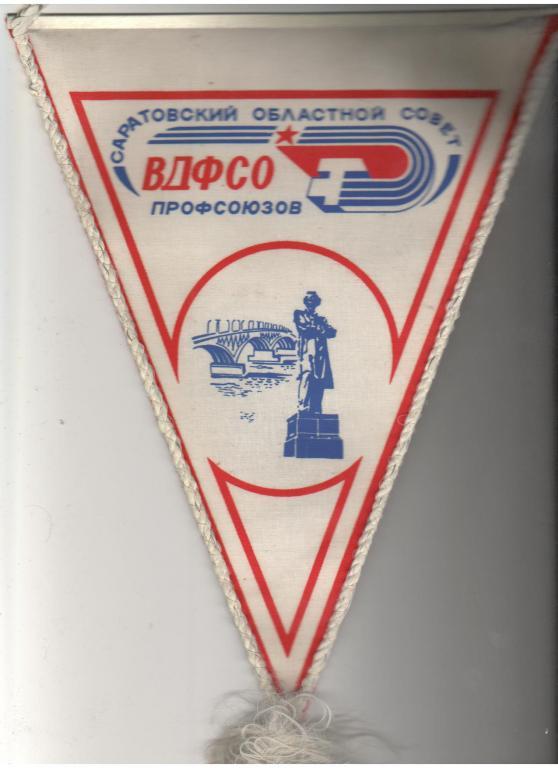 САРАТОВСКИЙ ОБЛАСТНОЙ СОВЕТ
ВДФСО
ПРОФСОЮЗОВ